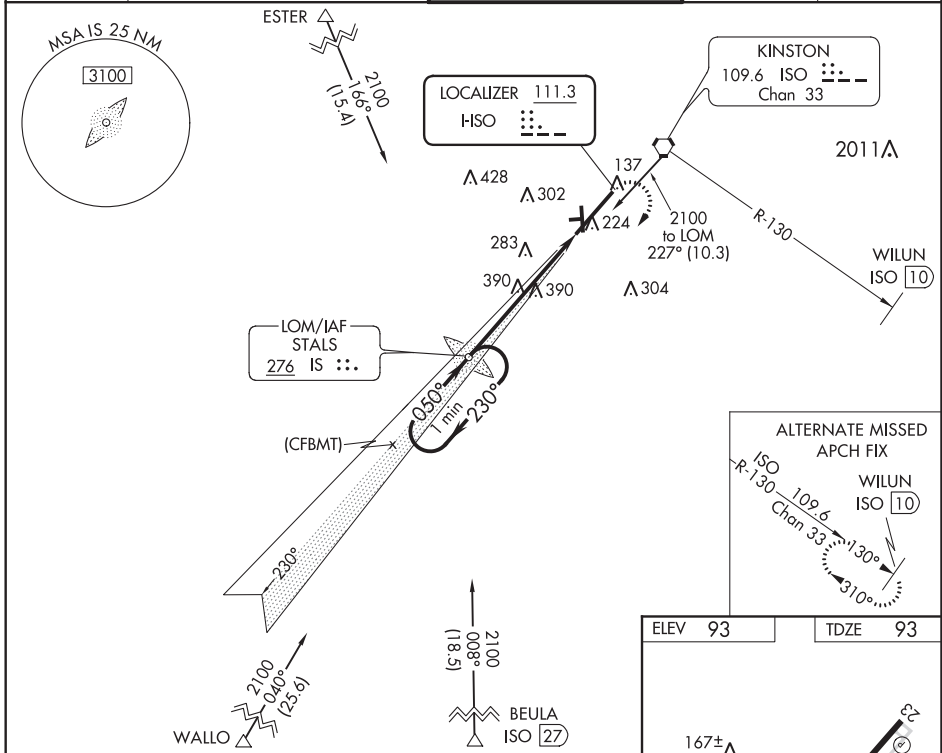 MSA IS 25 NM
3100
ESTER
2100
166°
(15.4)
LOCALIZER 111.3
I-ISO
KINSTON
109.6 ISO
Chan 33
2011
428
302
137
224
283
390
390
304
2100
to LOM
227° (10.3)
R-130
WILUN
ISO 10
LOM/IAF
STALS
276 IS
050°
1 min
230°
(CFBMT)
230°
ALTERNATE MISSED
APCH FIX
ISO
R-130
109.6
Chan 33
WILUN
ISO 10
130°
310°
2100
040°
(25.6)
WALLO
2100
008°
(18.5)
BEULA
ISO 27
ELEV 93
TDZE 93
167±
23